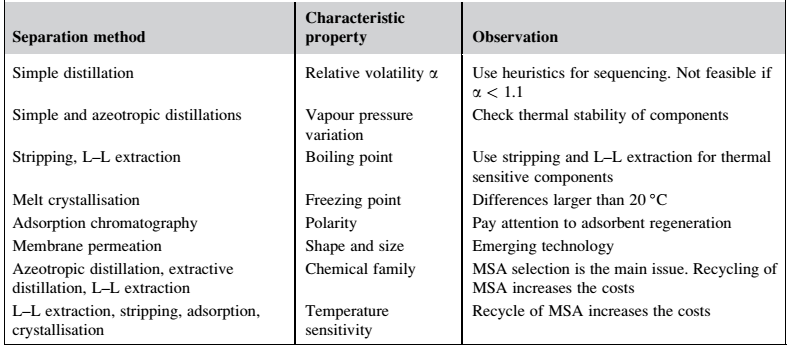 Separation method Characteristic property Observation
Simple distillation Relative volatility α Use heuristics for sequencing. Not feasible if
α < 1.1
Simple and azeotropic distillations Vapour pressure Check thermal stability of components
variation
Stripping, L–L extraction Boiling point Use stripping and L–L extraction for thermal
sensitive components
Melt crystallisation Freezing point Differences larger than 20 °C
Adsorption chromatography Polarity Pay attention to adsorbent regeneration
Membrane permeation Shape and size Emerging technology
Azeotropic distillation, extractive Chemical family MSA selection is the main issue. Recycling of
distillation, L–L extraction MSA increases the costs
L–L extraction, stripping, adsorption, Temperature Recycle of MSA increases the costs
crystallisation sensitivity